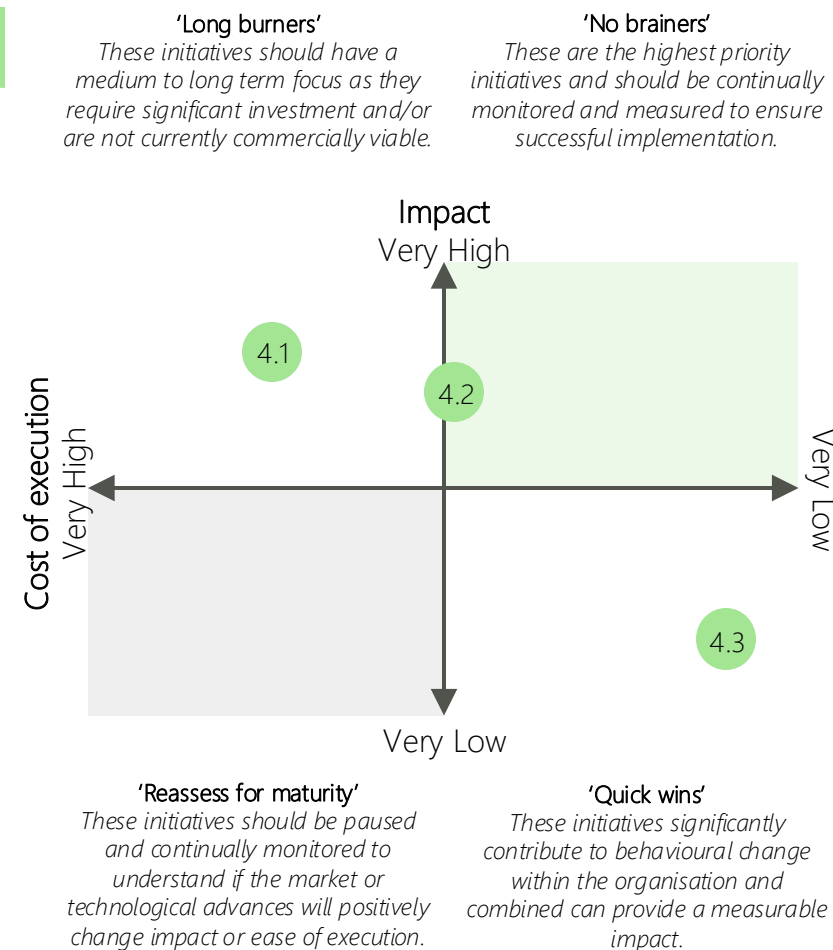 ‘Long burners’
These initiatives should have a
medium to long term focus as they
require significant investment and/or
are not currently commercially viable.
‘No brainers’
These are the highest priority
initiatives and should be continually
monitored and measured to ensure
successful implementation.
Impact
Very High
4.1
4.2
Cost of execution
Very High
Very Low
4.3
Very Low
‘Reassess for maturity’
These initiatives should be paused
and continually monitored to
understand if the market or
technological advances will positively
change impact or ease of execution.
‘Quick wins’
These initiatives significantly
contribute to behavioural change
within the organisation and
combined can provide a measurable
impact.